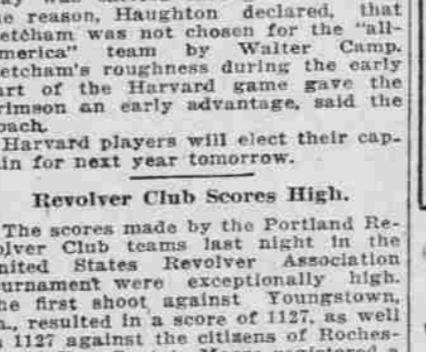 e reason, Haughton declared, that
etcham was not chosen for the "all-
merica" team by Walter Camp.
etcham's roughness during the early
art of the Harvard game gave the
rimson an early advantage, said the
oach.
Harvard players will elect their cap-
in for next year tomorrow.
Revolver Club Scores High.
The scores made by the Portland Re-
olver Club teams last night in the
nited States Revolver Association
ournament were exceptionally high.
he first shoot against Youngstown,
a., resulted in a score of 1127, as well
s 1127 against the citizens of Roches-